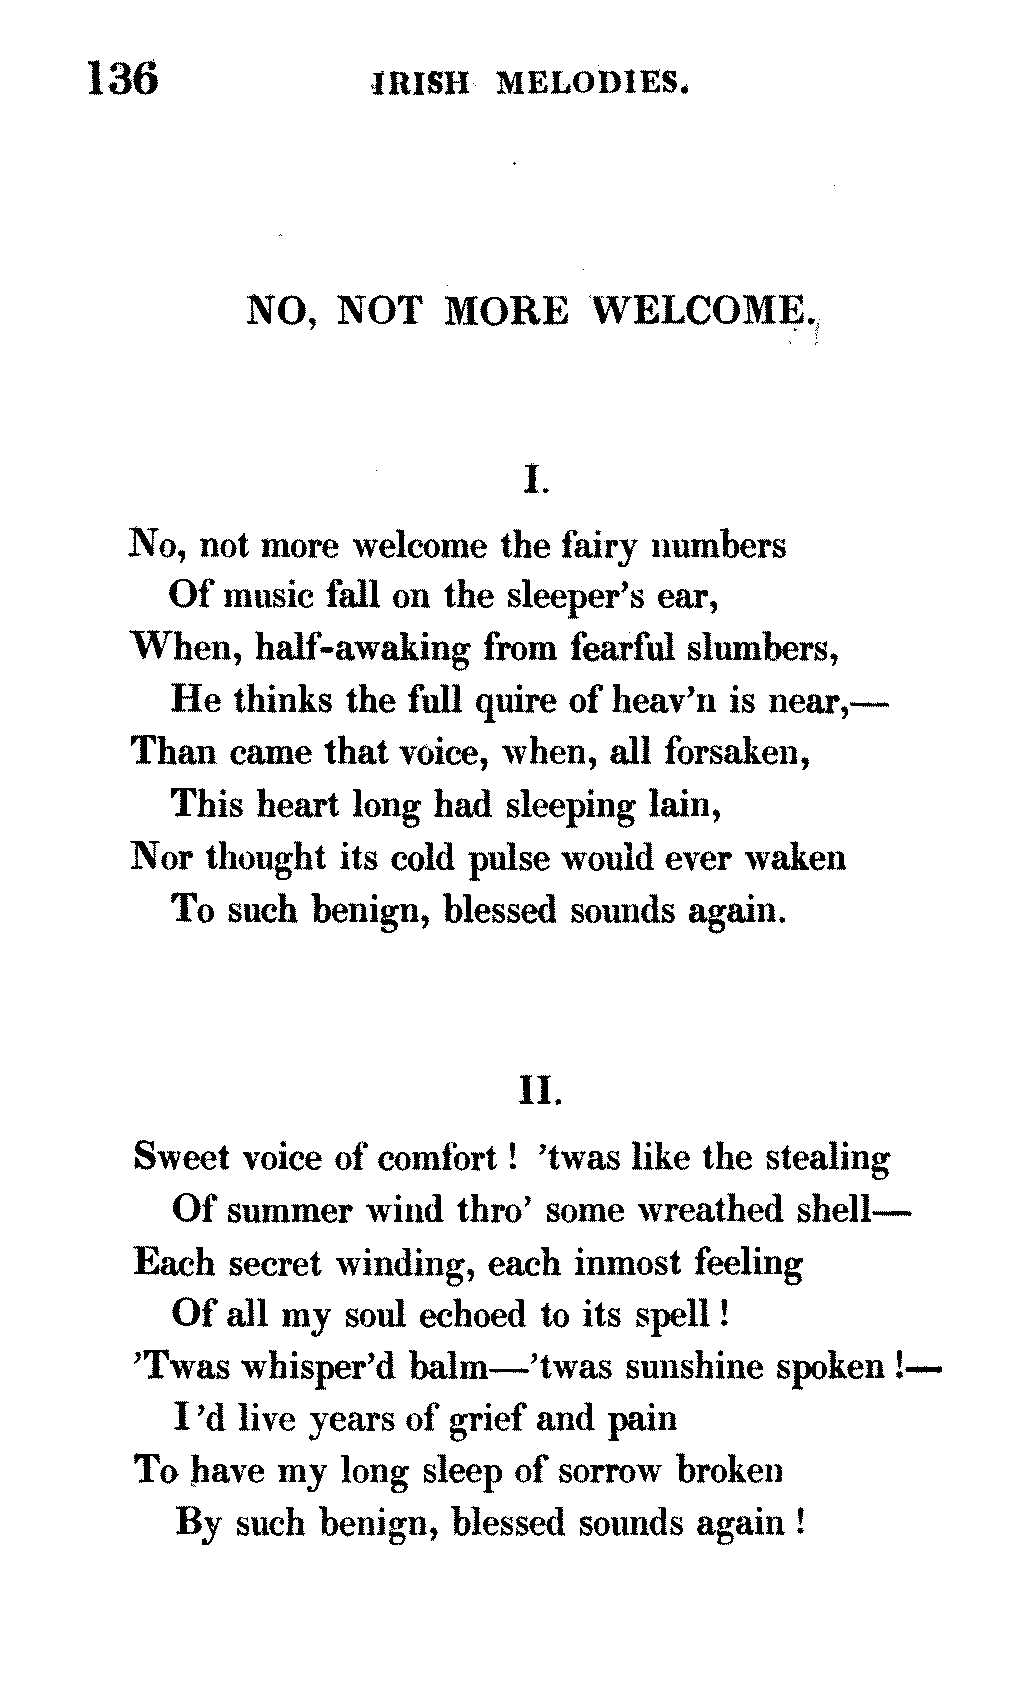 136 IRISH MELODIES.
NO, NOT MORE WELCOME.
I.
No, not more welcome the fairy numbers
Of music fall on the sleeper's ear,
When, half-awaking from fearful slumbers,
He thinks the full quire of heav'n is near,—
Than came that voice, when, all forsaken,
This heart long had sleeping lain,
Nor thought its cold pulse would ever waken
To such benign, blessed sounds again.
II.
Sweet voice of comfort! 'twas like the stealing
Of summer wind thro' some wreathed shell—
Each secret winding, each inmost feeling
Of all my soul echoed to its spell!
'Twas whisper'd balm—'twas sunshine spoken!—
I'd live years of grief and pain
To have my long sleep of sorrow broken
By such benign, blessed sounds again!